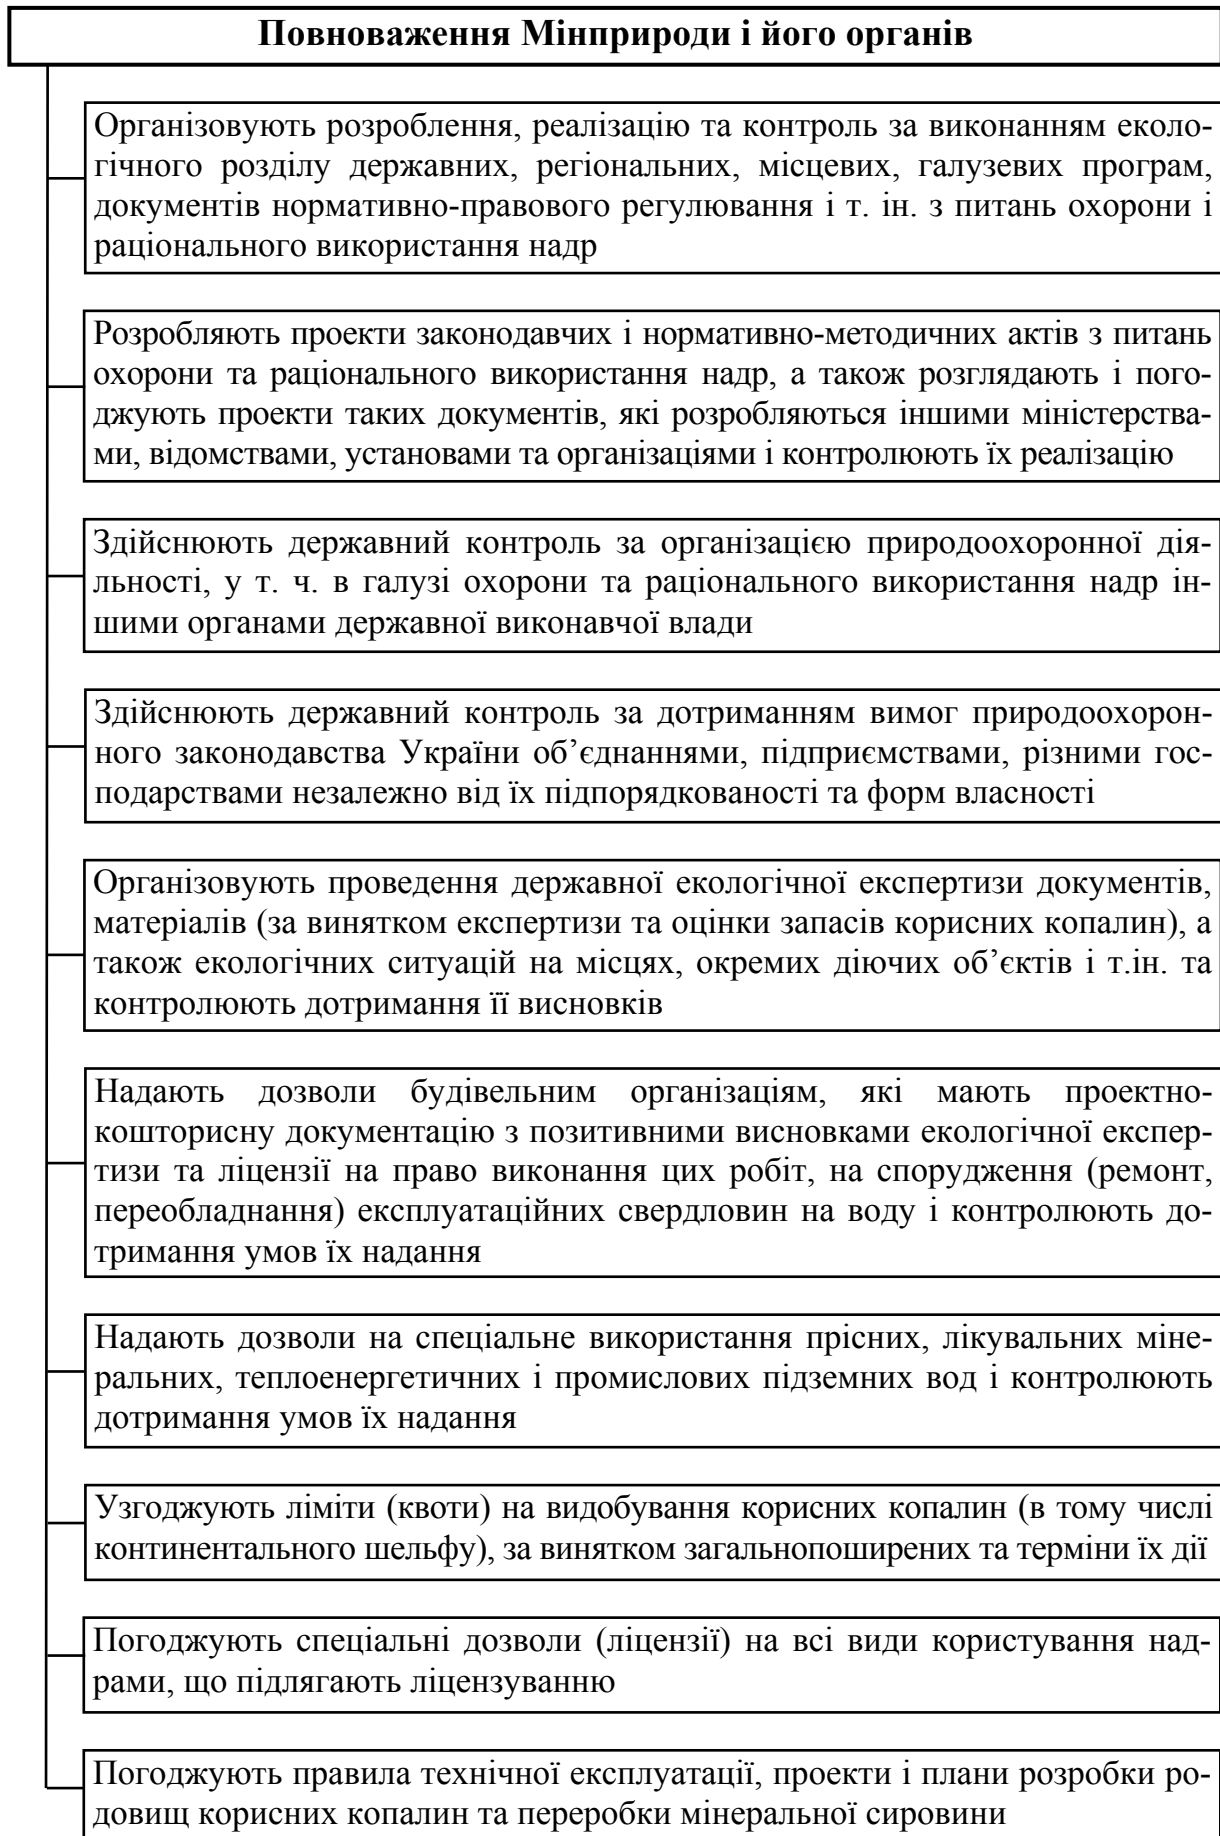 Повноваження Мінприроди і його органів
Організовують розроблення, реалізацію та контроль за виконанням еколо-
гічного розділу державних, регіональних, місцевих, галузевих програм,
документів нормативно-правового регулювання і т. ін. з питань охорони і
раціонального використання надр
Розробляють проекти законодавчих і нормативно-методичних актів з питань
охорони та раціонального використання надр, а також розглядають і пого-
джують проекти таких документів, які розробляються іншими міністерства-
ми, відомствами, установами та організаціями і контролюють їх реалізацію
Здійснюють державний контроль за організацією природоохоронної дія-
льності, у т. ч. в галузі охорони та раціонального використання надр ін-
шими органами державної виконавчої влади
Здійснюють державний контроль за дотриманням вимог природоохорон-
ного законодавства України об’єднаннями, підприємствами, різними гос-
подарствами незалежно від їх підпорядкованості та форм власності
Організовують проведення державної екологічної експертизи документів,
матеріалів (за винятком експертизи та оцінки запасів корисних копалин), а
також екологічних ситуацій на місцях, окремих діючих об’єктів і т.ін. та
контролюють дотримання її висновків
Надають дозволи будівельним організаціям, які мають проектно-
кошторисну документацію з позитивними висновками екологічної експер-
тизи та ліцензії на право виконання цих робіт, на спорудження (ремонт,
переобладнання) експлуатаційних свердловин на воду і контролюють до-
тримання умов їх надання
Надають дозволи на спеціальне використання прісних, лікувальних міне-
ральних, теплоенергетичних і промислових підземних вод і контролюють
дотримання умов їх надання
Узгоджують ліміти (квоти) на видобування корисних копалин (в тому числі
континентального шельфу), за винятком загальнопоширених та терміни їх дії
Погоджують спеціальні дозволи (ліцензії) на всі види користування над-
рами, що підлягають ліцензуванню
Погоджують правила технічної експлуатації, проекти і плани розробки ро-
довищ корисних копалин та переробки мінеральної сировини